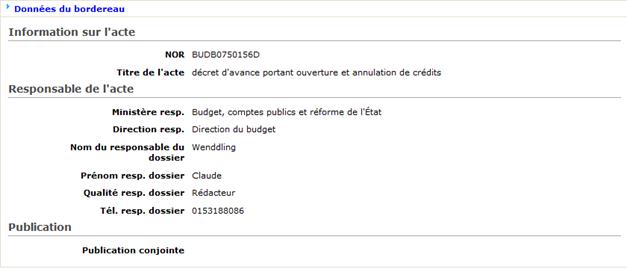 Données du bordereau
Information sur l'acte
NOR BUDB0750156D
Titre de l'acte décret d'avance portant ouverture et annulation de crédits
Responsable de l'acte
Ministère resp. Budget, comptes publics et réforme de l'État
Direction resp. Direction du budget
Nom du responsable du Wenddling
dossier
Prénom resp. dossier Claude
Qualité resp. dossier Rédacteur
Tél. resp. dossier 0153188086
Publication
Publication conjointe